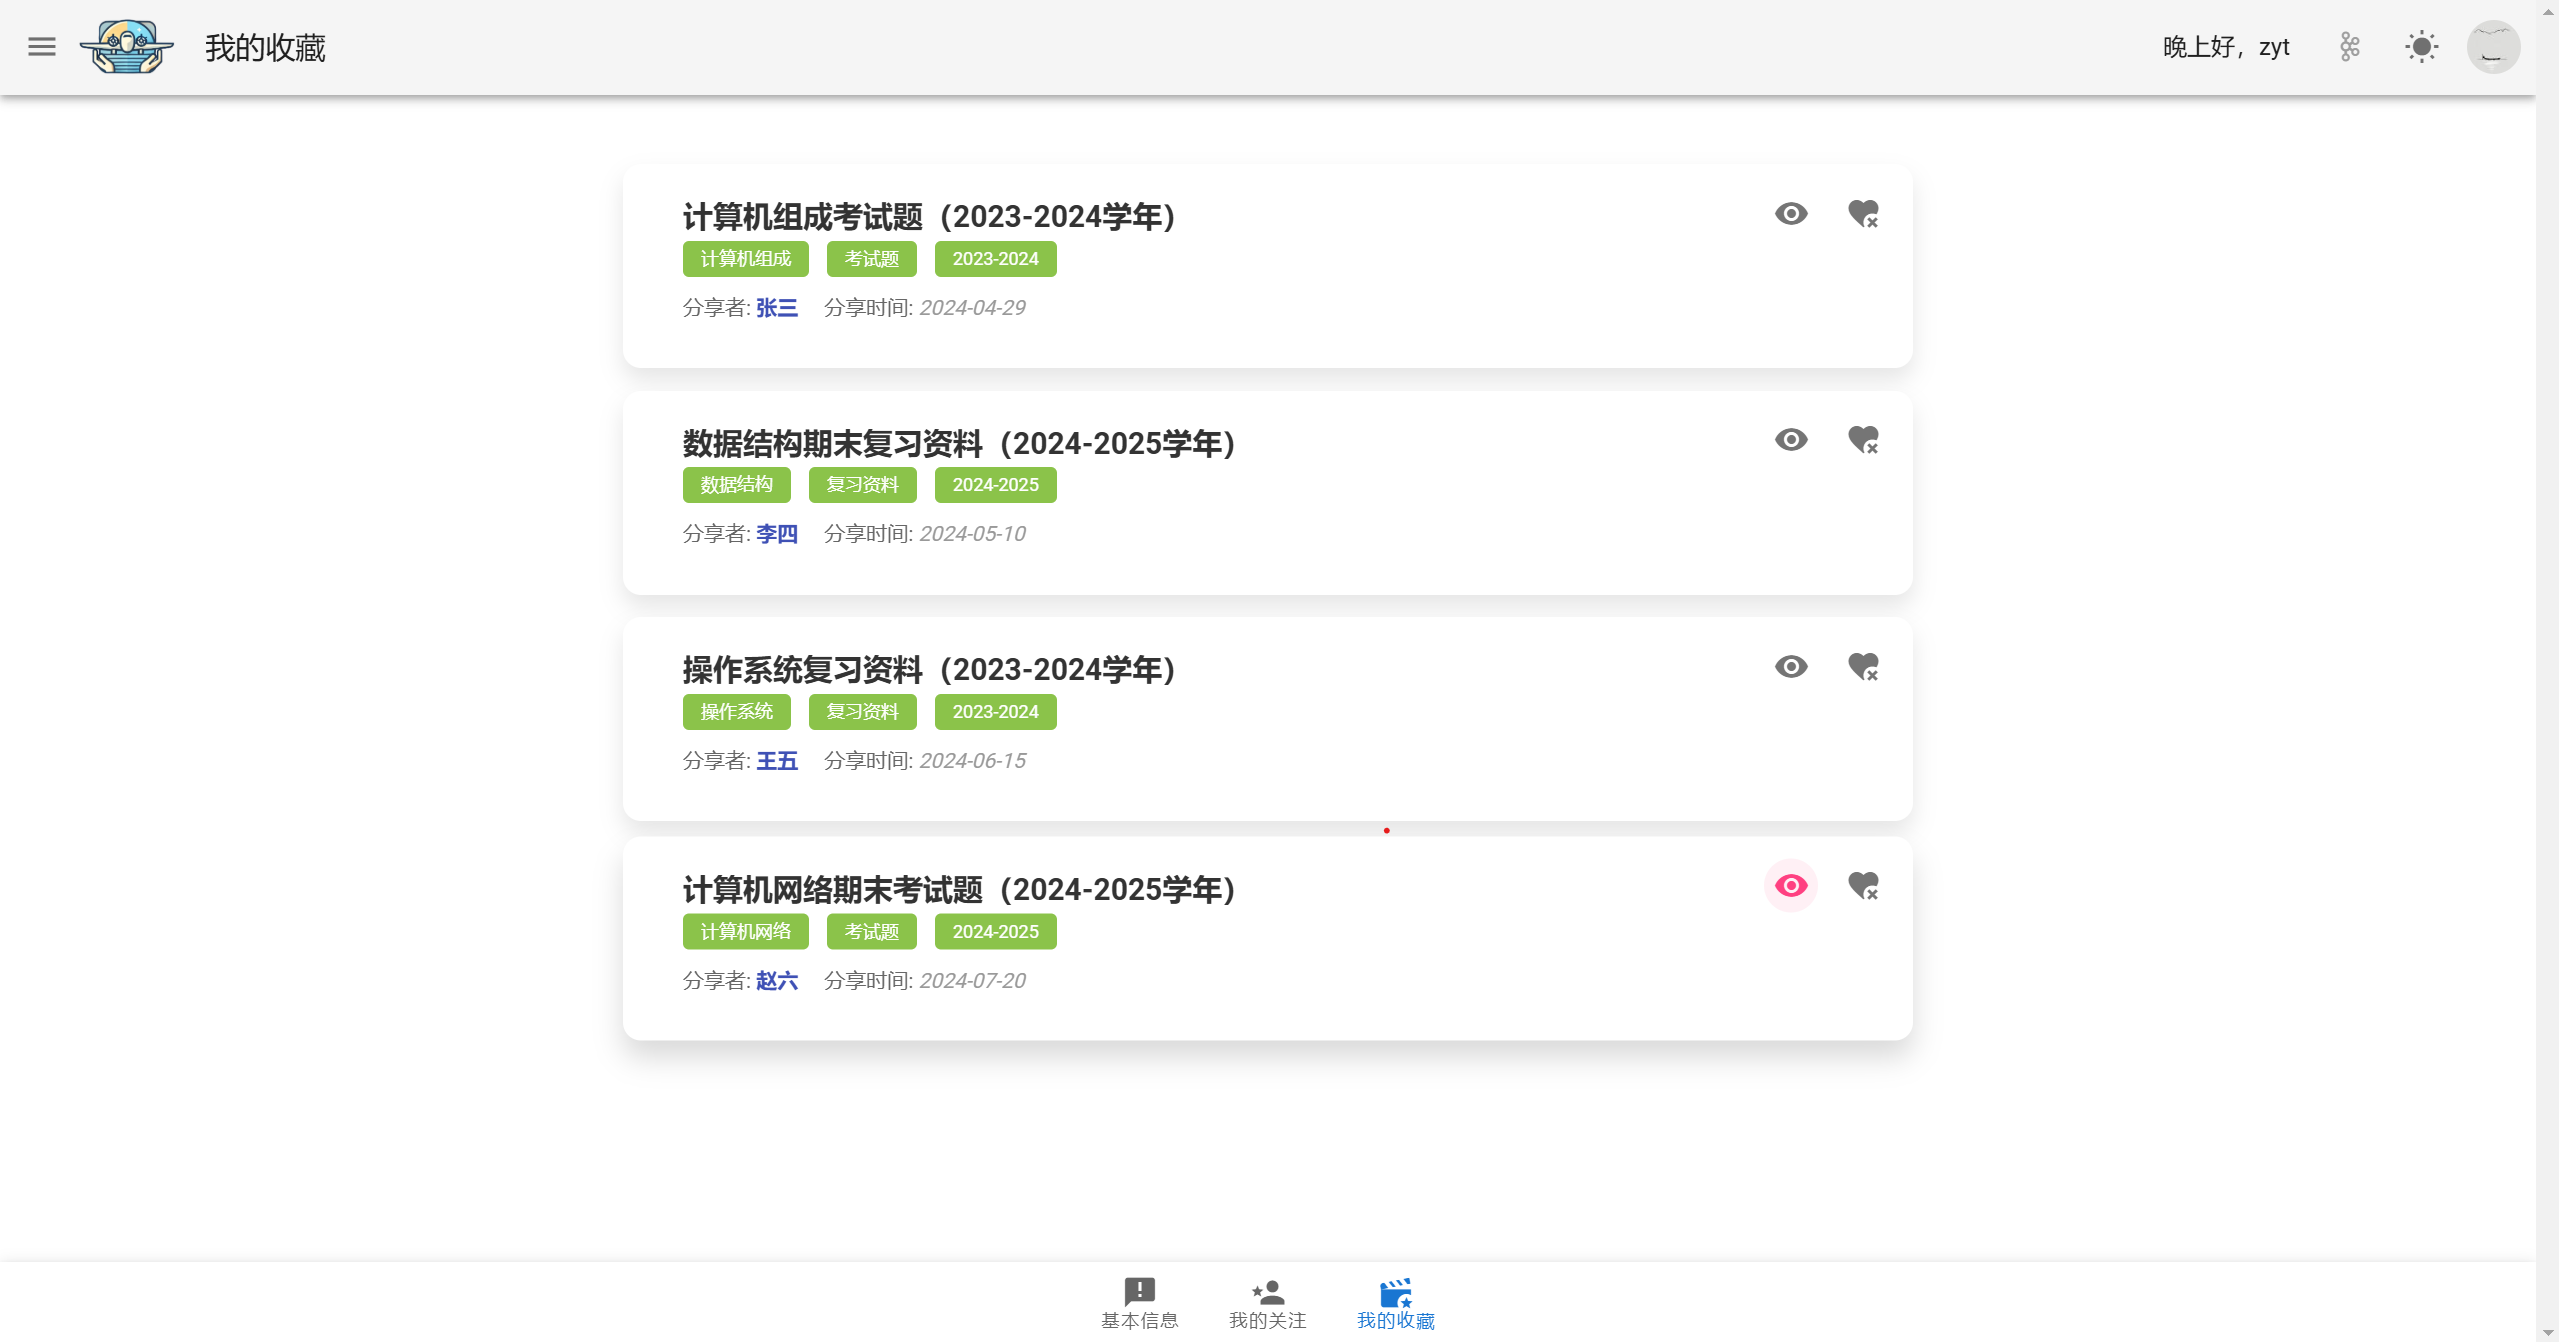 我的收藏
晚上好，zyt
计算机组成考试题（2023-2024学年）
计算机组成 考试题 2023-2024
分享者: 张三 分享时间: 2024-04-29
数据结构期末复习资料（2024-2025学年）
数据结构 复习资料 2024-2025
分享者: 李四 分享时间: 2024-05-10
操作系统复习资料（2023-2024学年）
操作系统 复习资料 2023-2024
分享者: 王五 分享时间: 2024-06-15
计算机网络期末考试题（2024-2025学年）
计算机网络 考试题 2024-2025
分享者: 赵六 分享时间: 2024-07-20
基本信息 我的关注 我的收藏